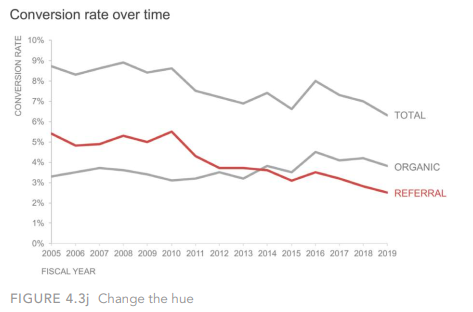 Conversion rate over time
CONVERSION RATE
10%
9%
8%
7%
6%
5%
4%
3%
2%
1%
0%
TOTAL
ORGANIC
REFERRAL
2005 2006 2007 2008 2009 2010 2011 2012 2013 2014 2015 2016 2017 2018 2019
FISCAL YEAR
FIGURE 4.3j Change the hue